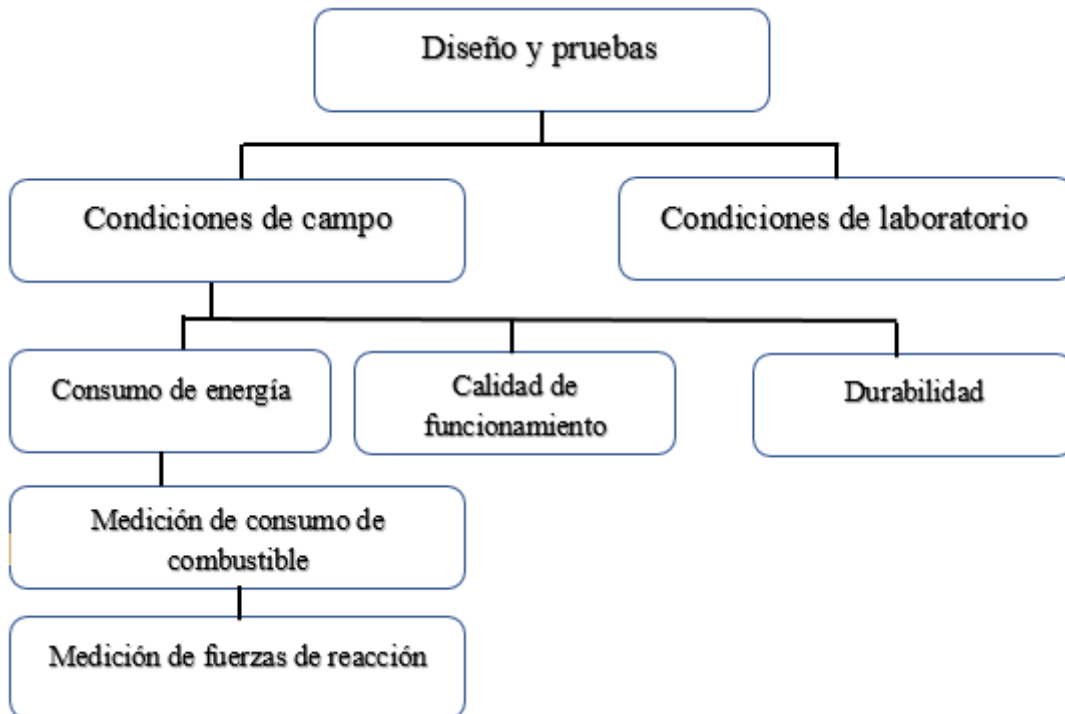 Diseño y pruebas
Condiciones de campo
Condiciones de laboratorio
Consumo de energía
Calidad de
funcionamiento
Durabilidad
Medición de consumo de
combustible
Medición de fuerzas de reacción